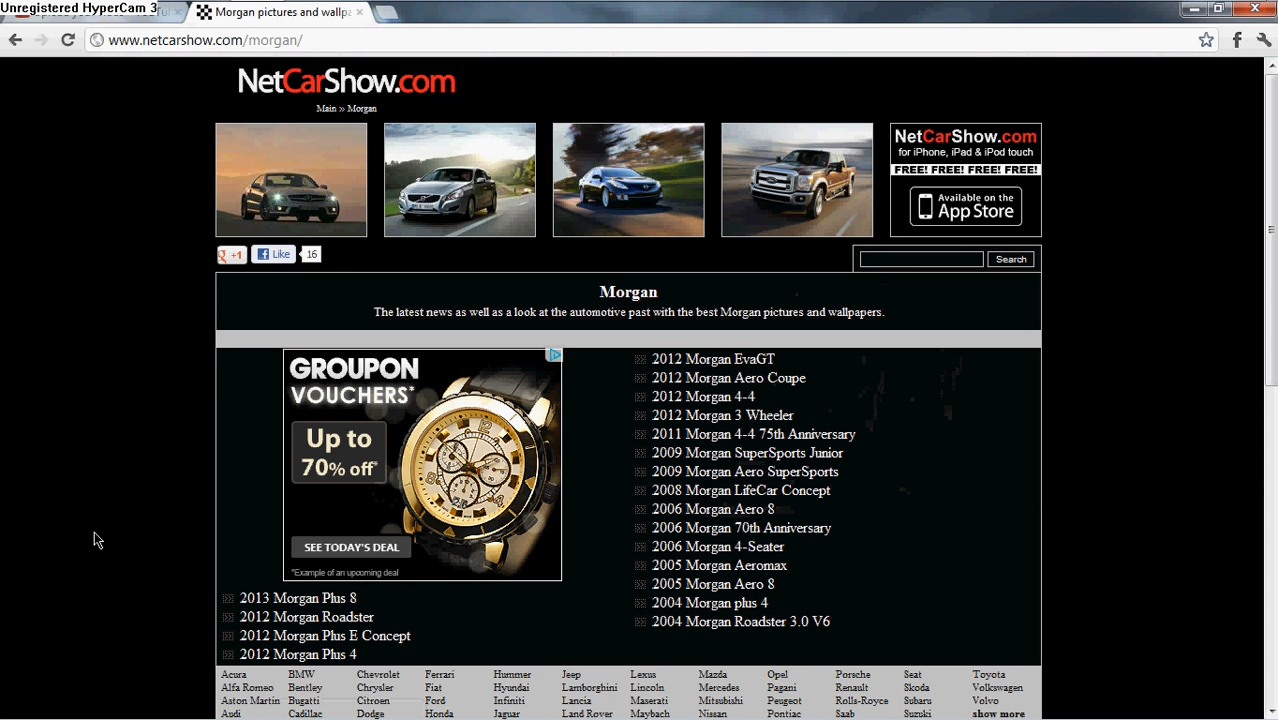 Unregistered HyperCam 3
Morgan pictures and wallpa
www.netcarshow.com/morgan/
NetCarShow.com
Main » Morgan
NetCarShow.com
for iPhone, iPad & iPod touch
FREE! FREE! FREE! FREE!
Available on the
App Store
+1
Like
16
Search
Morgan
The latest news as well as a look at the automotive past with the best Morgan pictures and wallpapers.
GROUPON
VOUCHERS*
Up to
70% off*
SEE TODAY'S DEAL
*Example of an upcoming deal
2013 Morgan Plus 8
2012 Morgan Roadster
2012 Morgan Plus E Concept
2012 Morgan Plus 4
2012 Morgan EvaGT
2012 Morgan Aero Coupe
2012 Morgan 4-4
2012 Morgan 3 Wheeler
2011 Morgan 4-4 75th Anniversary
2009 Morgan SuperSports Junior
2009 Morgan Aero SuperSports
2008 Morgan LifeCar Concept
2006 Morgan Aero 8
2006 Morgan 70th Anniversary
2006 Morgan 4-Seater
2005 Morgan Aeromax
2005 Morgan Aero 8
2004 Morgan plus 4
2004 Morgan Roadster 3.0 V6
Acura BMW Chevrolet Ferrari Hummer Jeep Lexus Mazda Opel Porsche Seat Toyota
Alfa Romeo Bentley Chrysler Fiat Hyundai Lamborghini Lincoln Mercedes Pagani Renault Skoda Volkswagen
Aston Martin Bugatti Citroen Ford Infiniti Lancia Maserati Mitsubishi Peugeot Rolls-Royce Subaru Volvo
Audi Cadillac Dodge Honda Jaguar Land Rover Maybach Nissan Pontiac Saab Suzuki show more